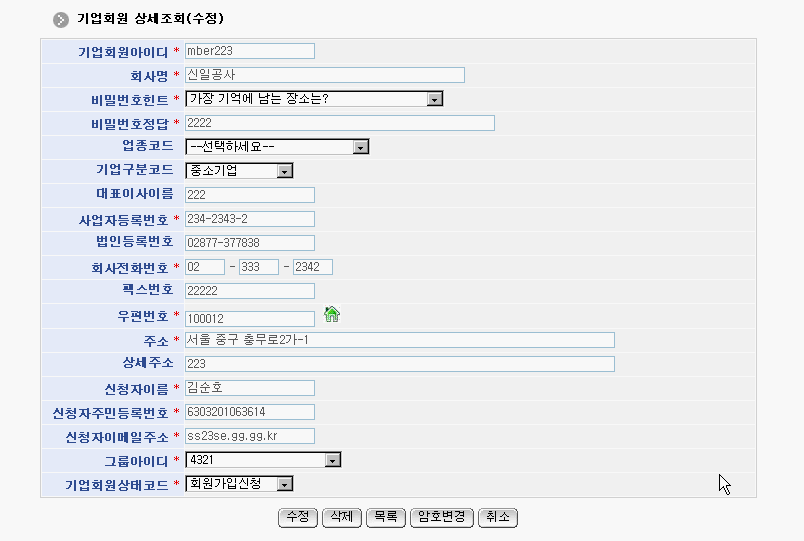 기업회원 상세조회(수정)
기업회원아이디 * mber223
회사명 * 신일공사
비밀번호힌트 * 가장 기억에 남는 장소는?
비밀번호정답 * 2222
업종코드 --선택하세요--
기업구분코드 중소기업
대표이사이름 222
사업자등록번호 * 234-2343-2
법인등록번호 02877-377838
회사전화번호 * 02 - 333 - 2342
팩스번호 22222
우편번호 * 100012
주소 * 서울 중구 충무로2가-1
상세주소 223
신청자이름 * 김순호
신청자주민등록번호 * 6303201063614
신청자이메일주소 * ss23se.gg.gg.kr
그룹아이디 * 4321
기업회원상태코드 * 회원가입신청
수정 삭제 목록 암호변경 취소